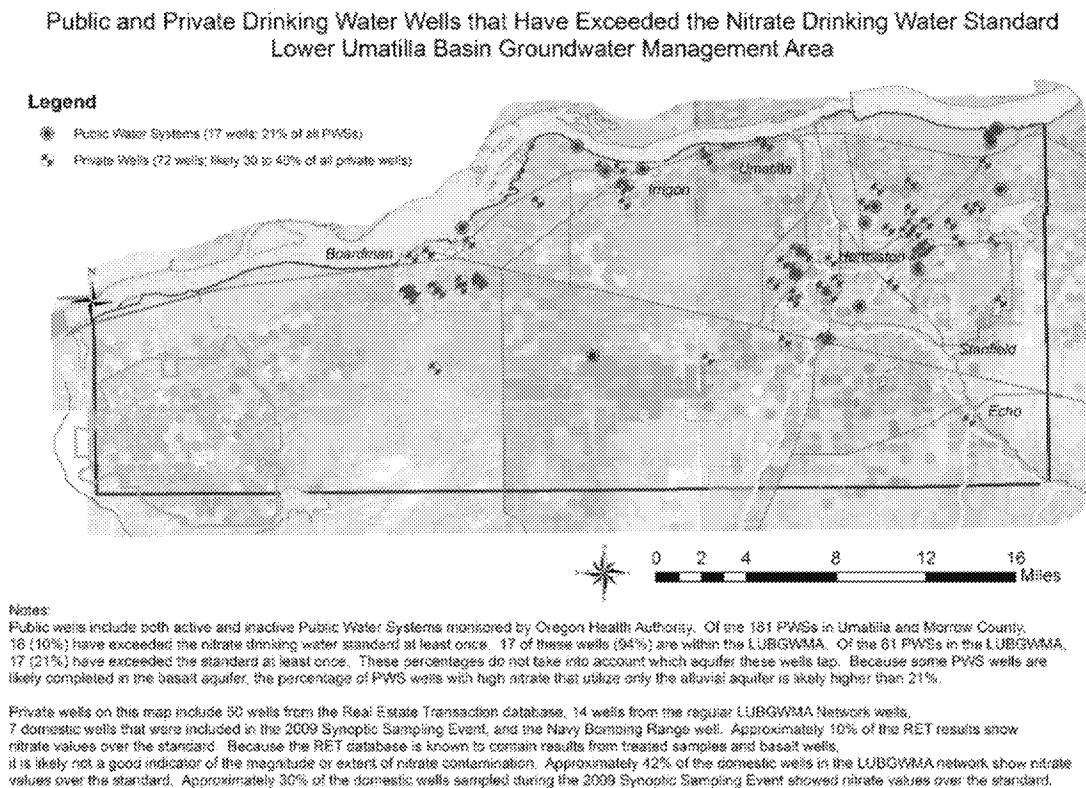 Public and Private Drinking Water Wells that Have Exceeded the Nitrate Drinking Water Standard
Lower Umatilla Basin Groundwater Management Area
Legend
Public Water Systems (17 wells; 21% of all PWSs)
Private Wells (72 wells; likely 30 to 40% of all private wells)
Umatilla
Irrigon
Boardman
Hermiston
Stanfield
Echo
N
0 2 4 8 12 16
Miles
Notes:
Public wells include both active and inactive Public Water Systems monitored by Oregon Health Authority. Of the 181 PWSs in Umatilla and Morrow County,
18 (10%) have exceeded the nitrate drinking water standard at least once. 17 of these wells (94%) are within the LUBGWMA. Of the 81 PWSs in the LUBGWMA,
17 (21%) have exceeded the standard at least once. These percentages do not take into account which aquifer these wells tap. Because some PWS wells are
likely completed in the basalt aquifer, the percentage of PWS wells with high nitrate that utilize only the alluvial aquifer is likely higher than 21%.
Private wells on this map include 50 wells from the Real Estate Transaction database, 14 wells from the regular LUBGWMA Network wells,
7 domestic wells that were included in the 2009 Synoptic Sampling Event, and the Navy Bombing Range well. Approximately 10% of the RET results show
nitrate values over the standard. Because the RET database is known to contain results from treated samples and basalt wells,
it is likely not a good indicator of the magnitude or extent of nitrate contamination. Approximately 42% of the domestic wells in the LUBGWMA network show nitrate
values over the standard. Approximately 30% of the domestic wells sampled during the 2009 Synoptic Sampling Event showed nitrate values over the standard.